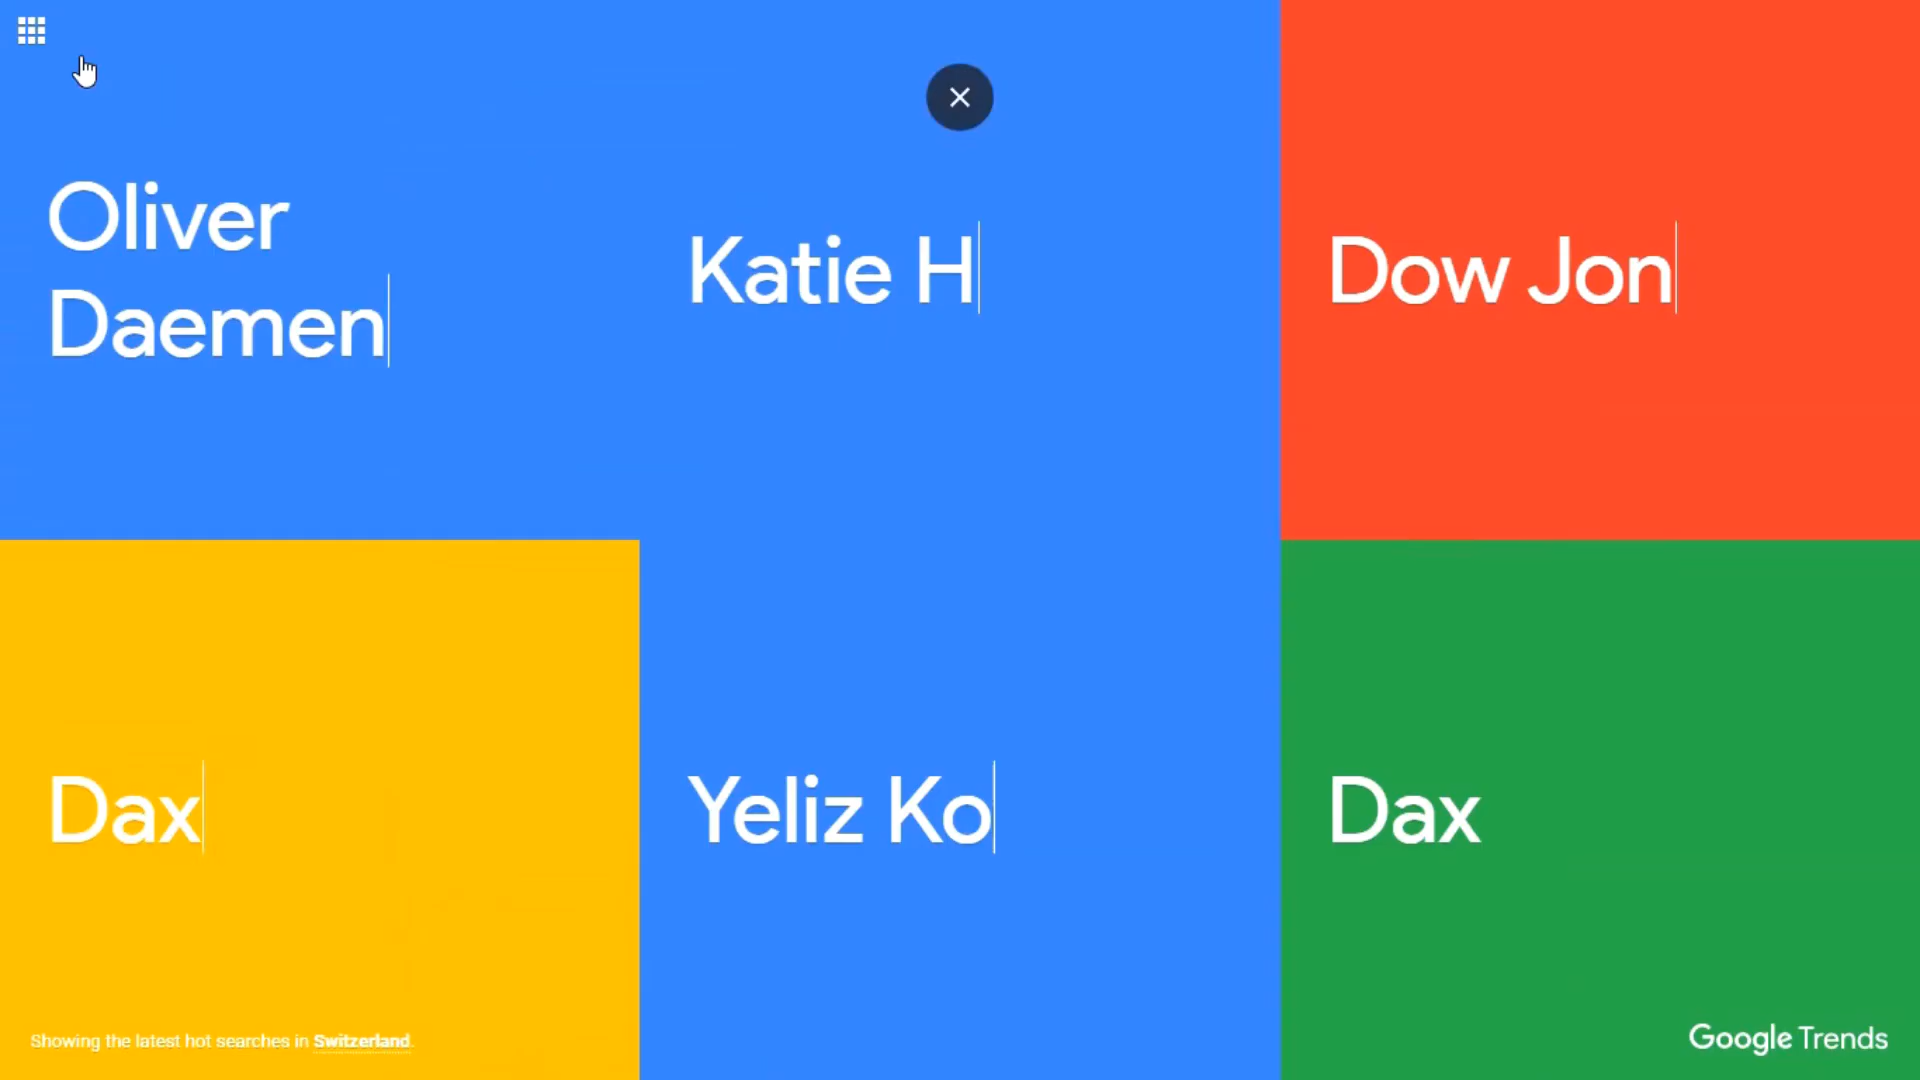 Oliver
Daemen
Katie H
Dow Jon
Dax
Yeliz Ko
Dax
Showing the latest hot searches in Switzerland.
Google Trends